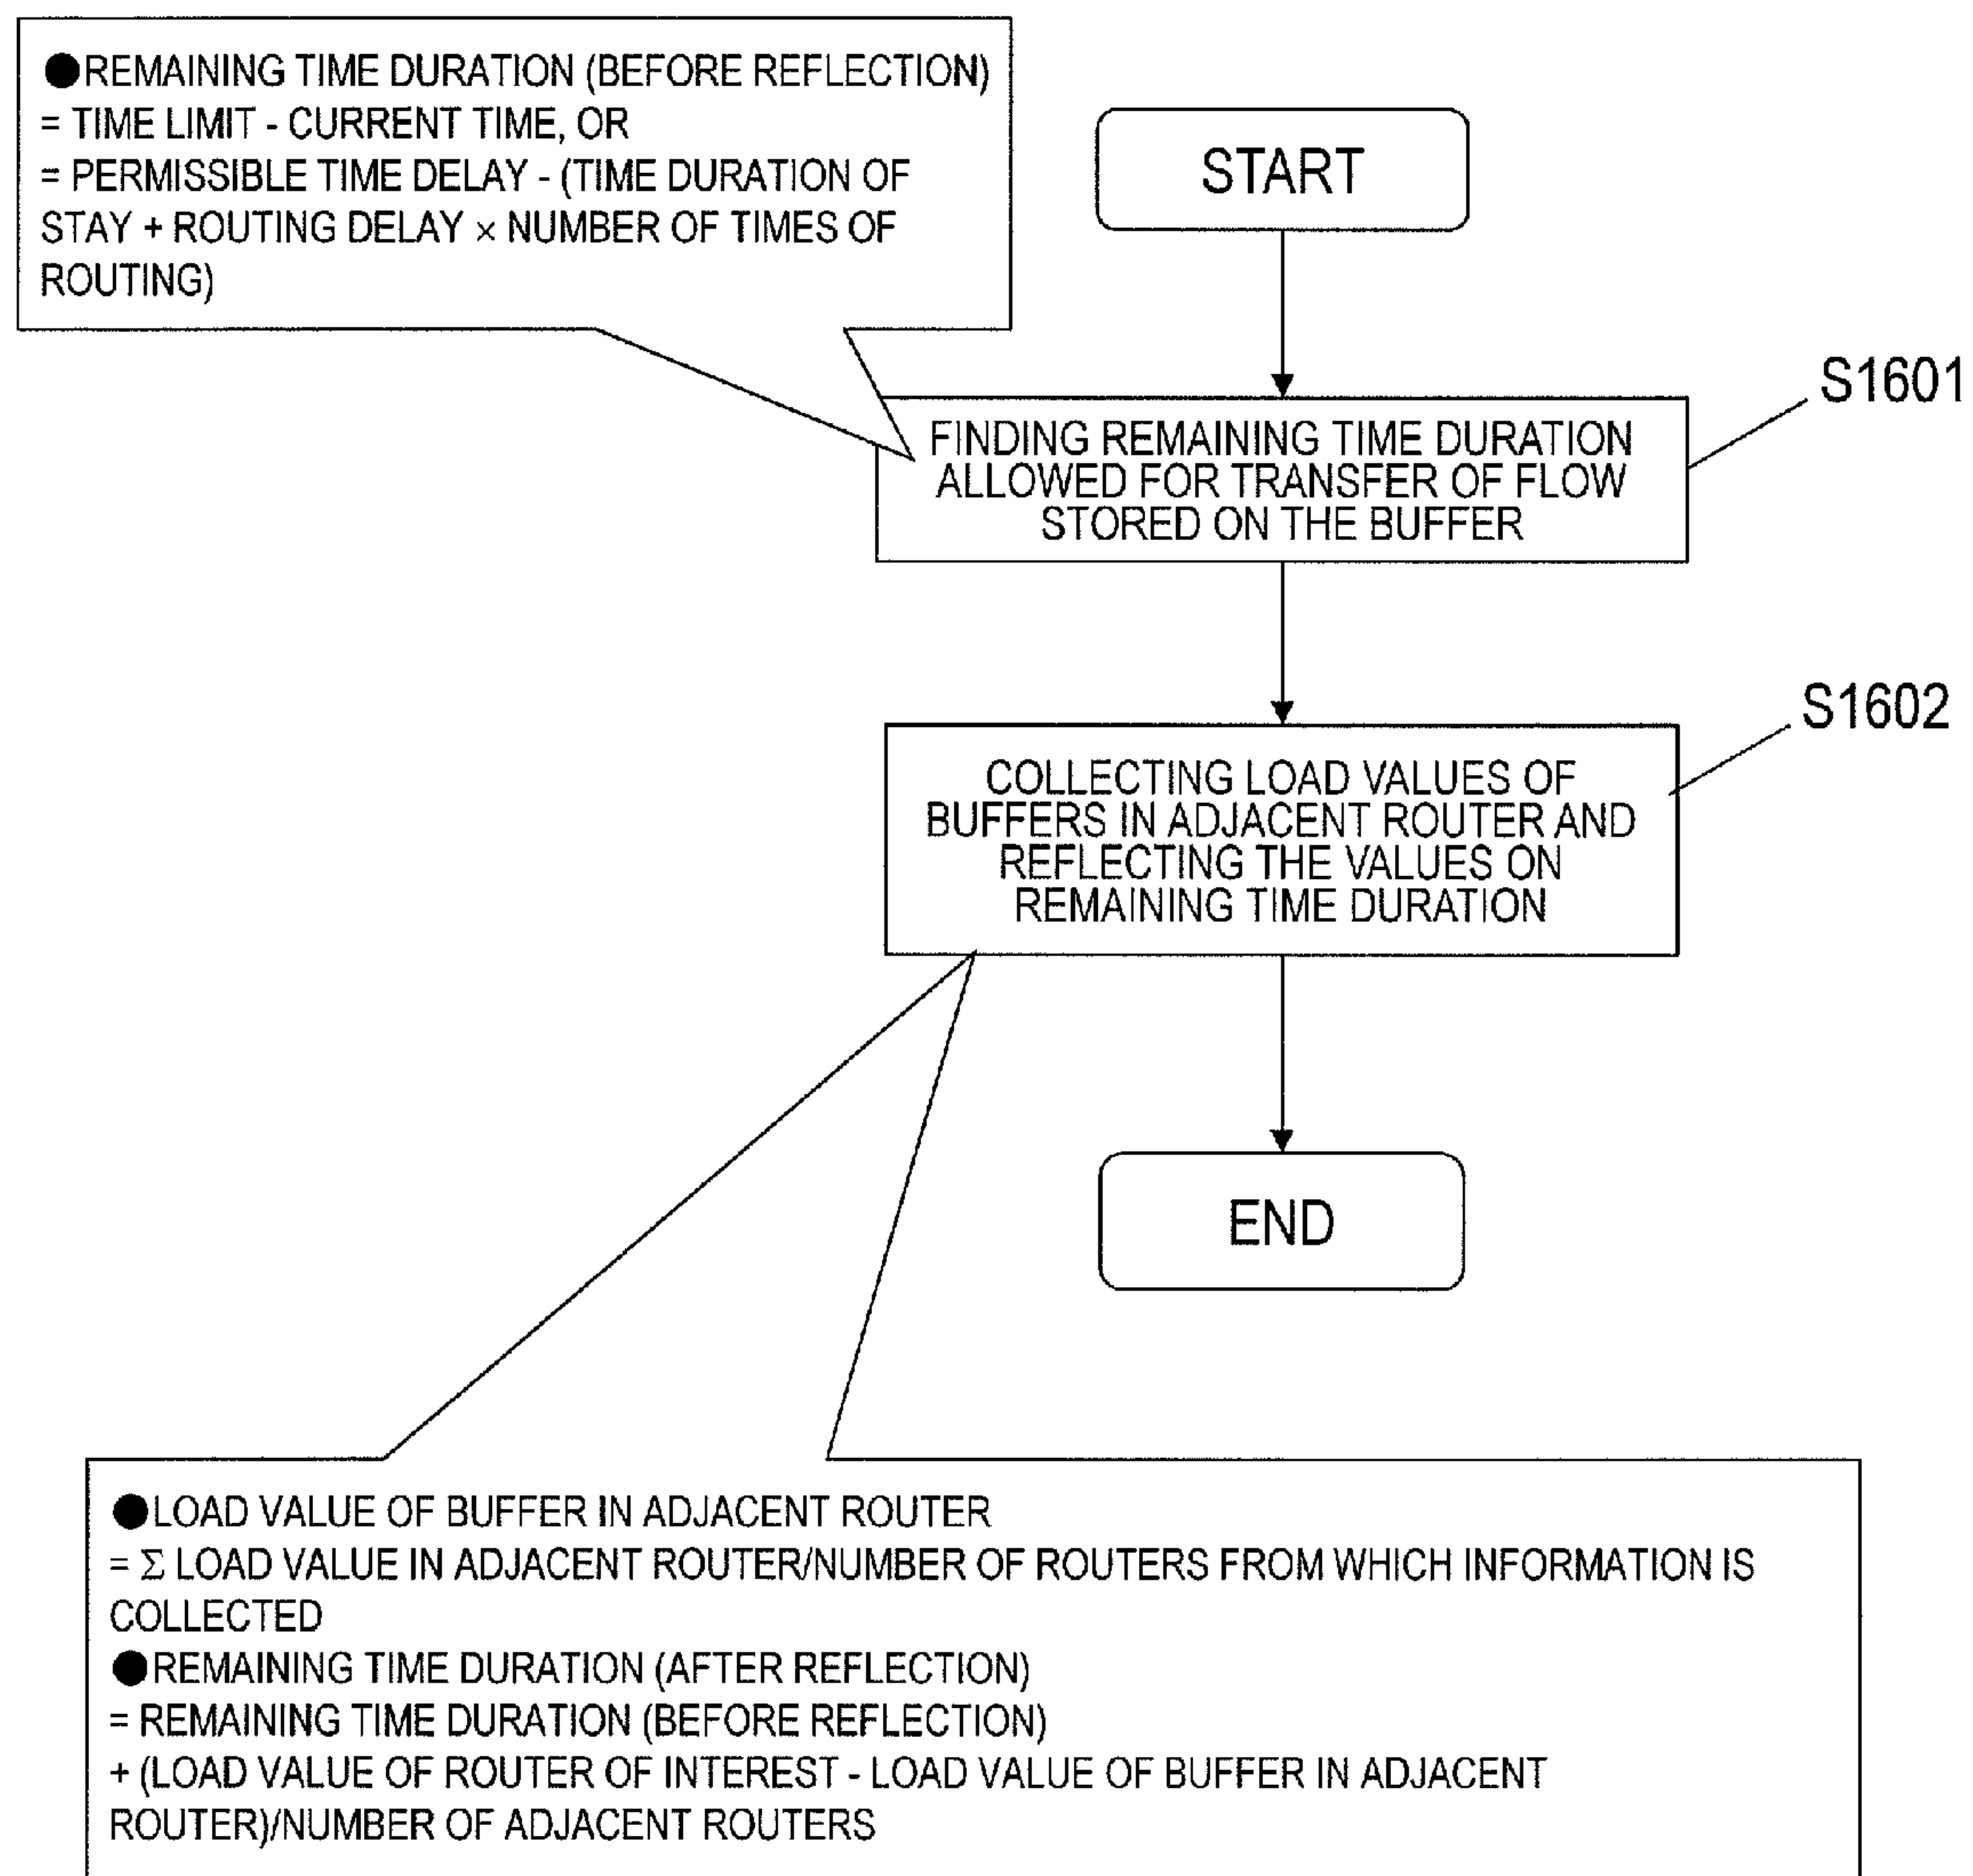 ●REMAINING TIME DURATION (BEFORE REFLECTION)
= TIME LIMIT - CURRENT TIME, OR
= PERMISSIBLE TIME DELAY - (TIME DURATION OF
STAY + ROUTING DELAY × NUMBER OF TIMES OF
ROUTING)
START
S1601
FINDING REMAINING TIME DURATION
ALLOWED FOR TRANSFER OF FLOW
STORED ON THE BUFFER
S1602
COLLECTING LOAD VALUES OF
BUFFERS IN ADJACENT ROUTER AND
REFLECTING THE VALUES ON
REMAINING TIME DURATION
END
●LOAD VALUE OF BUFFER IN ADJACENT ROUTER
= Σ LOAD VALUE IN ADJACENT ROUTER/NUMBER OF ROUTERS FROM WHICH INFORMATION IS
COLLECTED
●REMAINING TIME DURATION (AFTER REFLECTION)
= REMAINING TIME DURATION (BEFORE REFLECTION)
+ (LOAD VALUE OF ROUTER OF INTEREST - LOAD VALUE OF BUFFER IN ADJACENT
ROUTER)/NUMBER OF ADJACENT ROUTERS